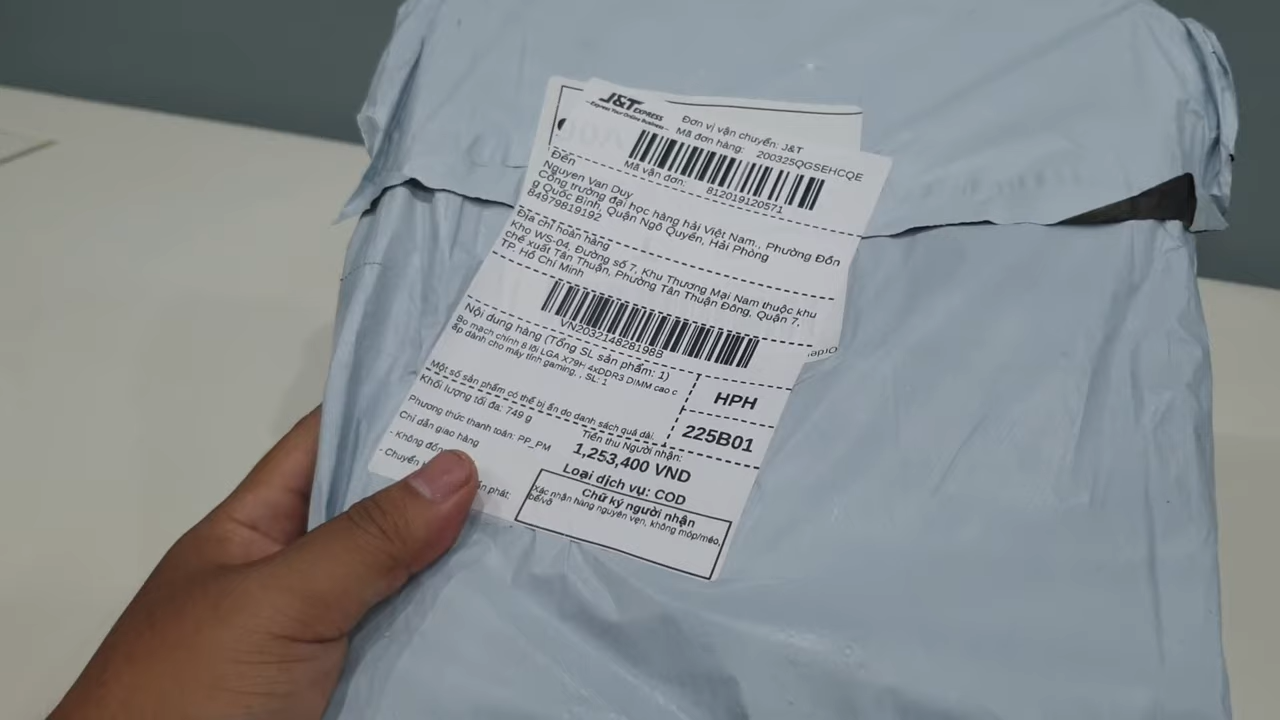 J&T EXPRESS
Express Your Online Business
Đơn vị vận chuyển: J&T
Mã đơn hàng: 200325QGSEHCQE
Mã vận đơn: 812019120571
Đến
Nguyen Van Duy
Cổng trường đại học hàng hải Việt Nam., Phường Đốn
g Quốc Bình, Quận Ngô Quyền, Hải Phòng
84979819192
Địa chỉ hoàn hàng
Kho WS-04, Đường số 7, Khu Thương Mại Nam thuộc khu
chế xuất Tân Thuận, Phường Tân Thuận Đông, Quận 7,
TP. Hồ Chí Minh
VN203214828198B
Nội dung hàng (Tổng SL sản phẩm: 1)
Bo mạch chính 8 lõi LGA X79H 4xDDR3 DIMM cao c
ấp dành cho máy tính gaming, , SL: 1
Một số sản phẩm có thể bị ẩn do danh sách quá dài.
HPH
225B01
Khối lượng tối đa: 749 g
Phương thức thanh toán: PP_PM
Tiền thu Người nhận:
1,253,400 VND
Loại dịch vụ: COD
Chỉ dẫn giao hàng
- Không đồng
- Chuyển
phát;
Chữ ký người nhận
Xác nhận hàng nguyên vẹn, không móp/méo,
bể/vỡ